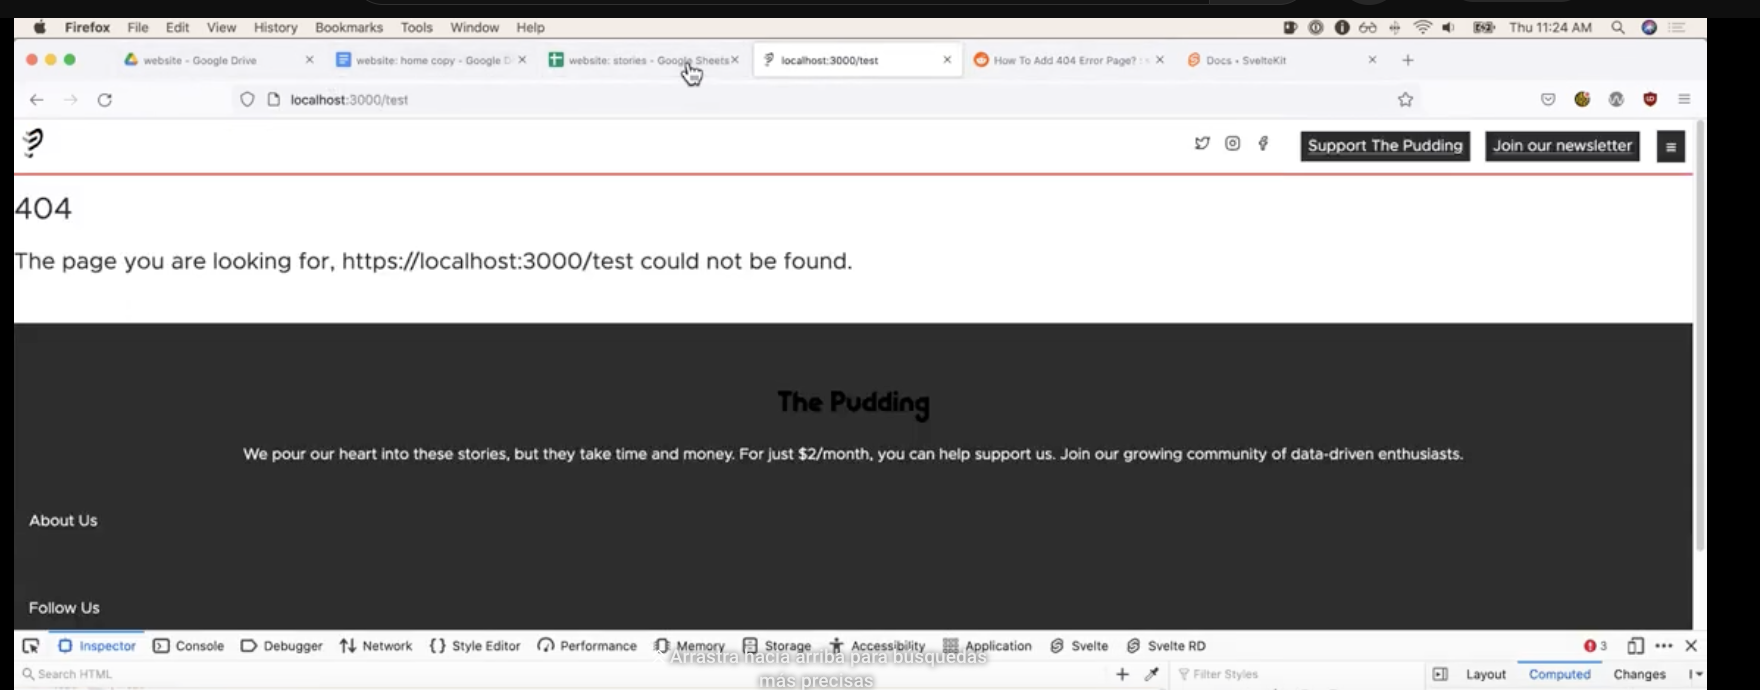 Firefox File Edit View History Bookmarks Tools Window Help Thu 11:24 AM
website - Google Drive website: home copy - Google D website: stories - Google Sheets localhost:3000/test How To Add 404 Error Page? Docs • SvelteKit
localhost:3000/test
Support The Pudding Join our newsletter
404
The page you are looking for, https://localhost:3000/test could not be found.
The Pudding
We pour our heart into these stories, but they take time and money. For just $2/month, you can help support us. Join our growing community of data-driven enthusiasts.
About Us
Follow Us
Inspector Console Debugger Network Style Editor Performance Memory Storage Accessibility Application Svelte Svelte RD 3
Arrastra hacia arriba para búsquedas
más precisas
Search HTML Filter Styles Layout Computed Changes